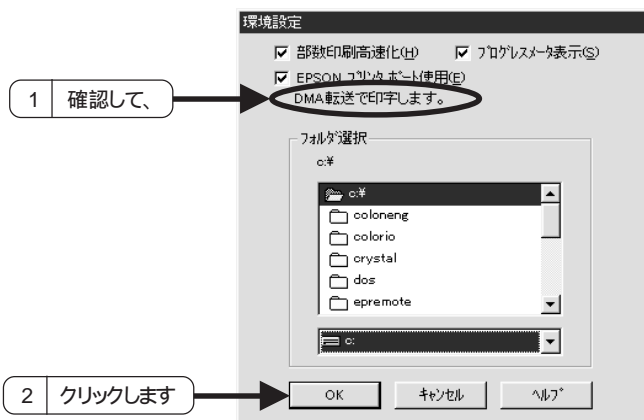 環境設定
部数印刷高速化(H)
プログレスメータ表示(S)
EPSON プリンタポート使用(E)
DMA転送で印字します。
1 確認して、
フォルダ選択
c:¥
c:¥
coloneng
colorio
crystal
dos
epremote
c:
2 クリックします
OK
キャンセル
ヘルプ